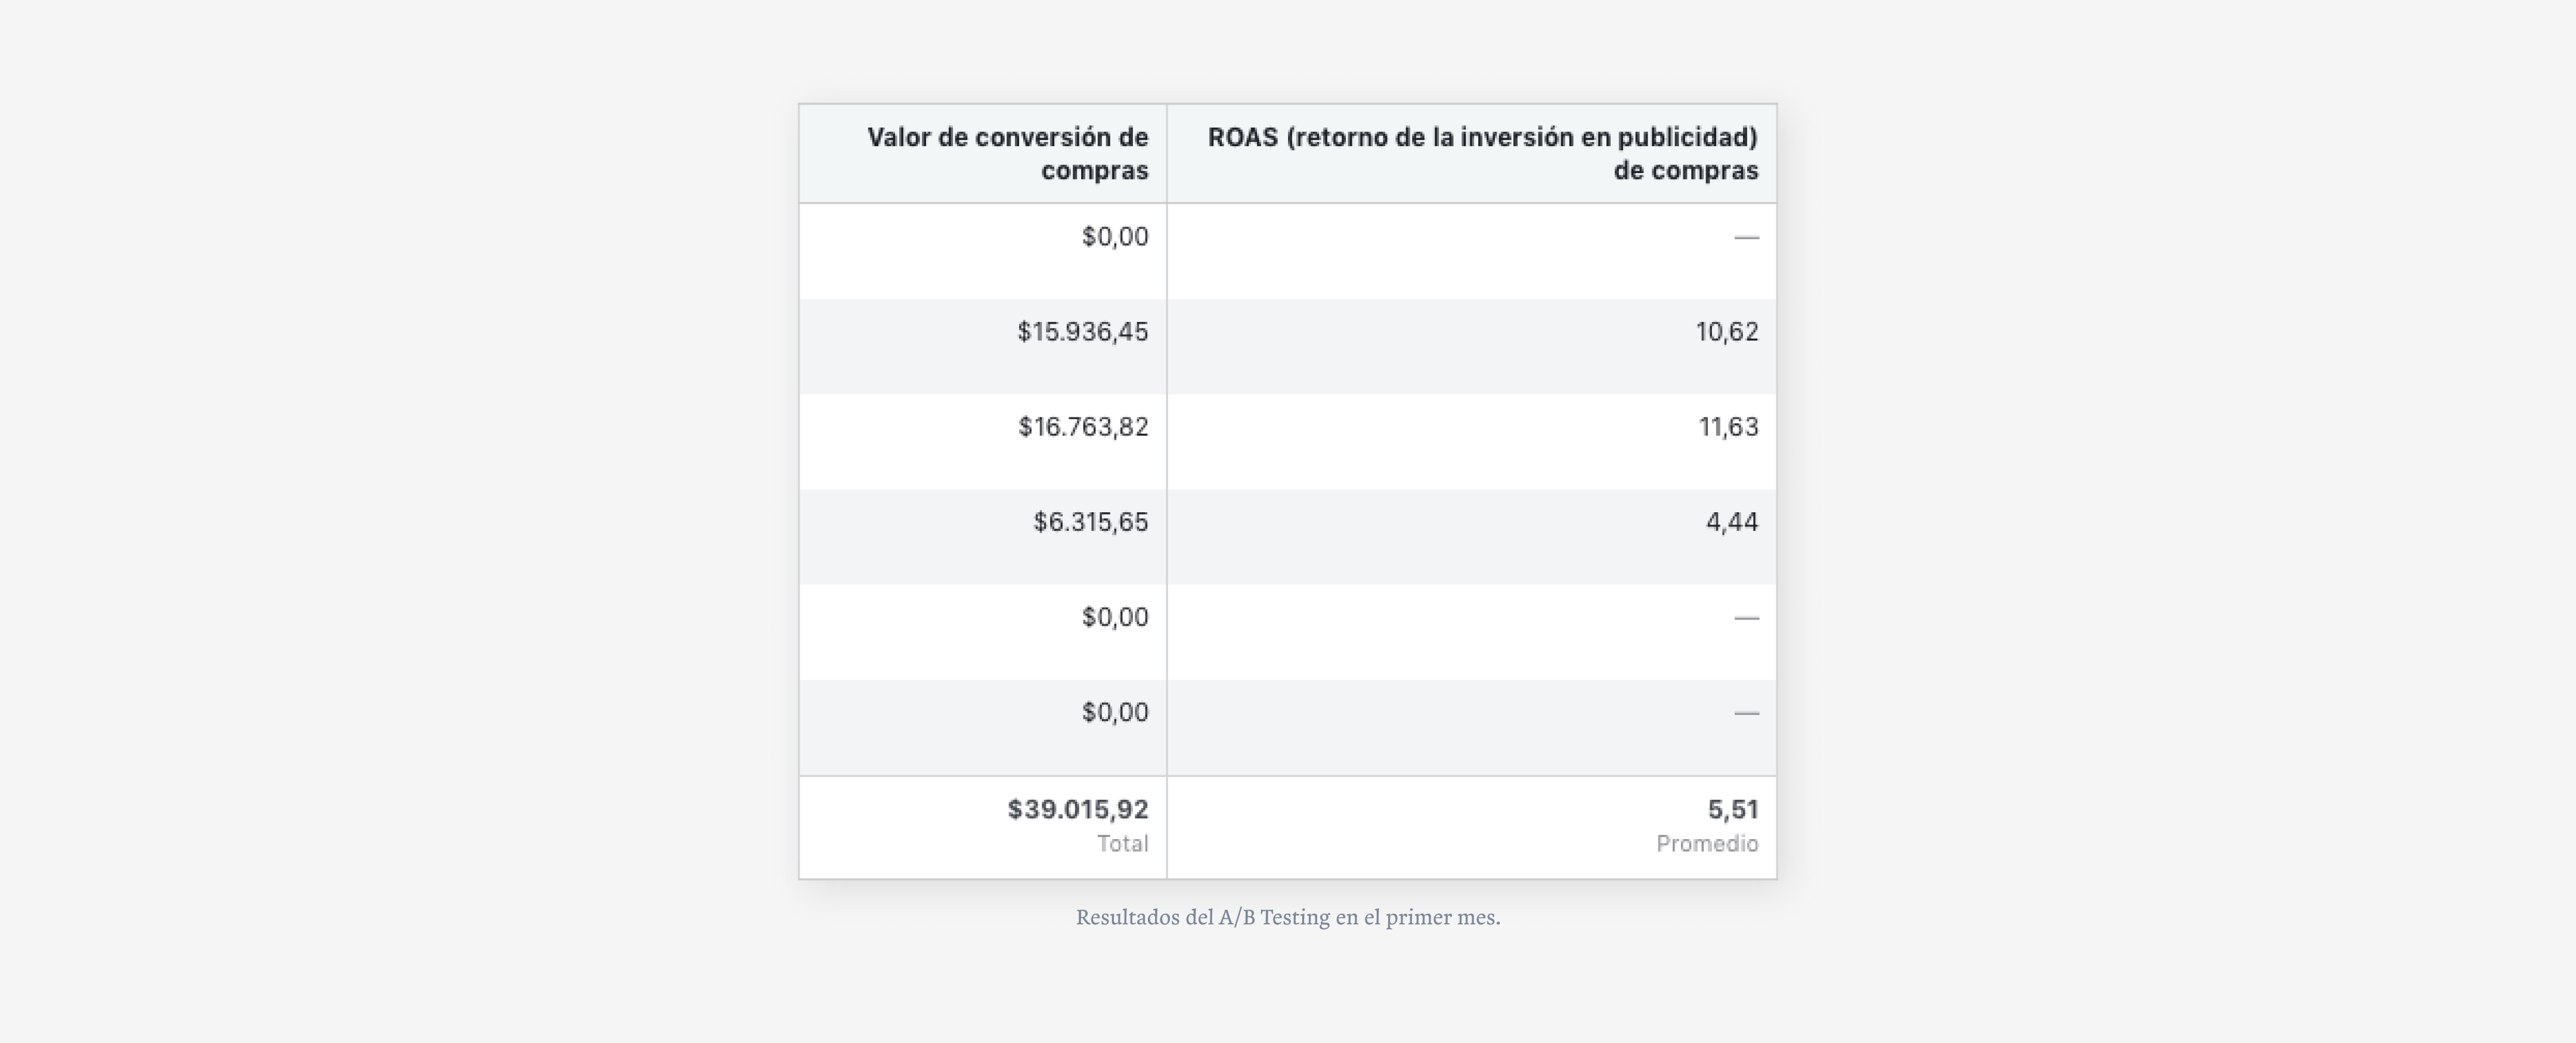 Valor de conversión de
compras
ROAS (retorno de la inversión en publicidad)
de compras
$0,00
—
$15.936,45
10,62
$16.763,82
11,63
$6.315,65
4,44
$0,00
—
$0,00
—
$39.015,92
Total
5,51
Promedio
Resultados del A/B Testing en el primer mes.